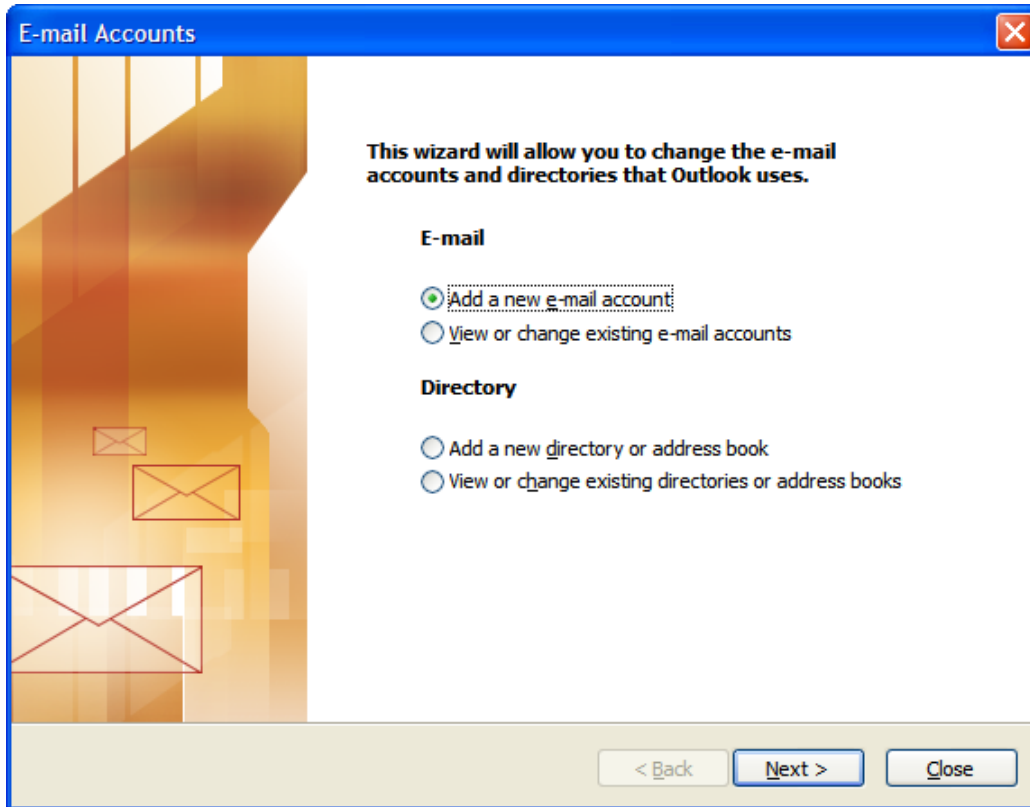 E-mail Accounts
This wizard will allow you to change the e-mail
accounts and directories that Outlook uses.
E-mail
Add a new e-mail account
View or change existing e-mail accounts
Directory
Add a new directory or address book
View or change existing directories or address books
< Back
Next >
Close